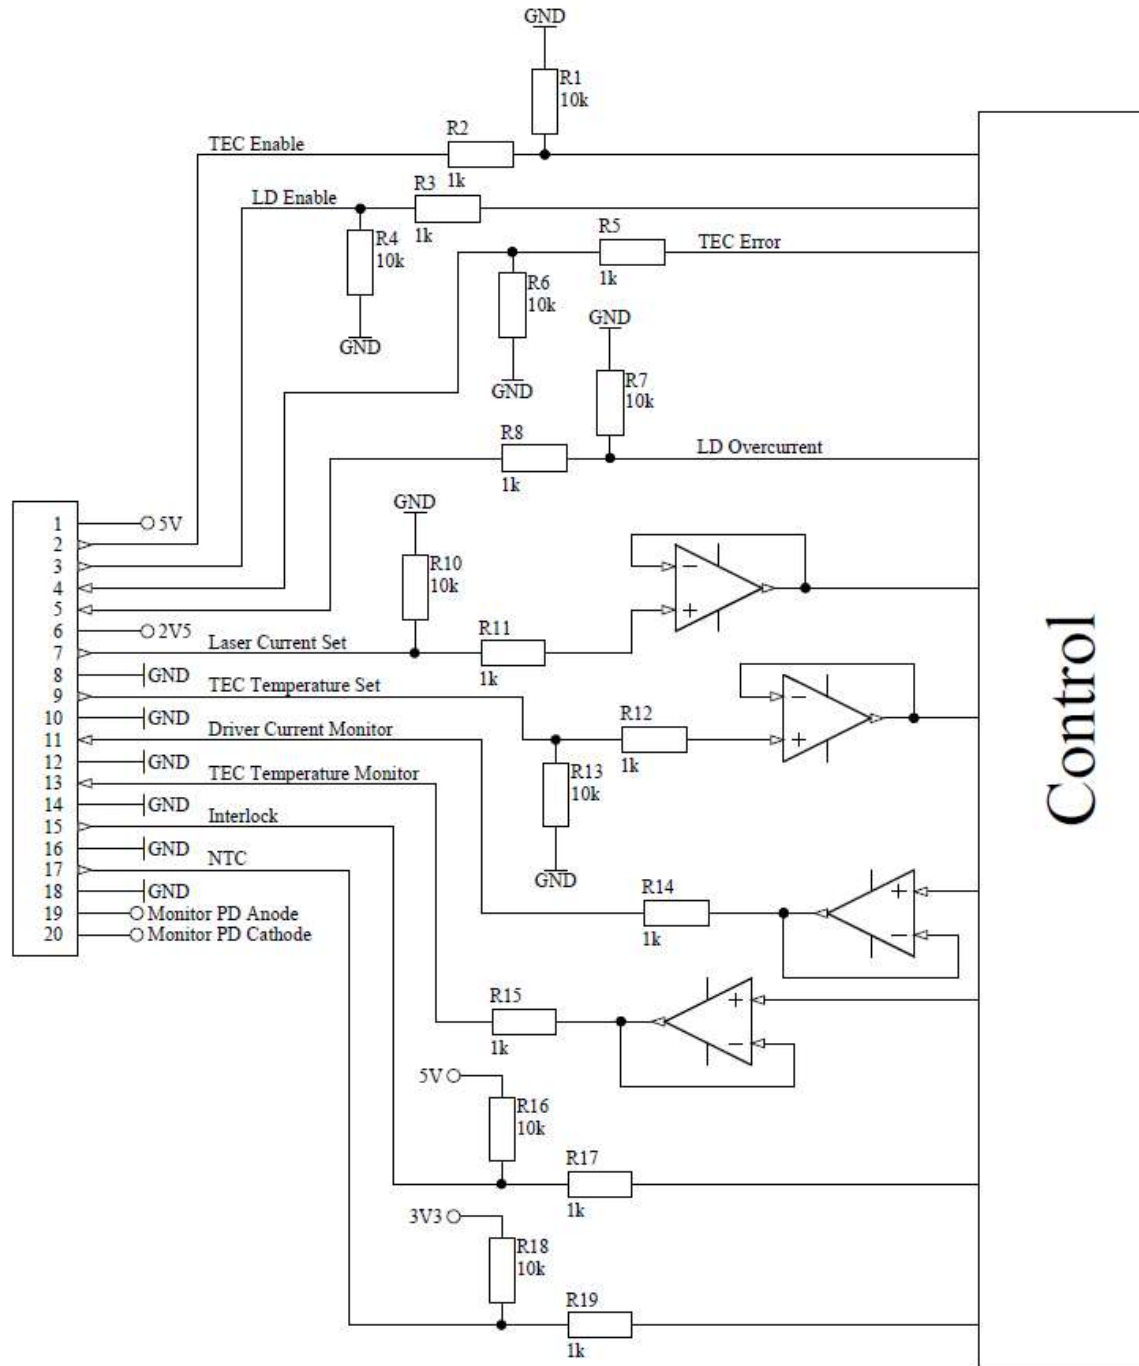 GND
R1
10k
R2
TEC Enable
1k
R3
LD Enable
1k
R4
10k
GND
R5
TEC Error
1k
R6
10k
GND
GND
R7
10k
R8
LD Overcurrent
1k
GND
R10
10k
1
5V
2
3
4
5
6
2V5
7
Laser Current Set
R11
1k
8
GND
9
TEC Temperature Set
10
GND
R12
1k
11
Driver Current Monitor
12
GND
R13
10k
GND
13
TEC Temperature Monitor
14
GND
15
Interlock
16
GND
17
NTC
18
GND
19
Monitor PD Anode
20
Monitor PD Cathode
−
+
−
+
R14
1k
+
−
R15
1k
+
−
5V
R16
10k
R17
1k
3V3
R18
10k
R19
1k
Control